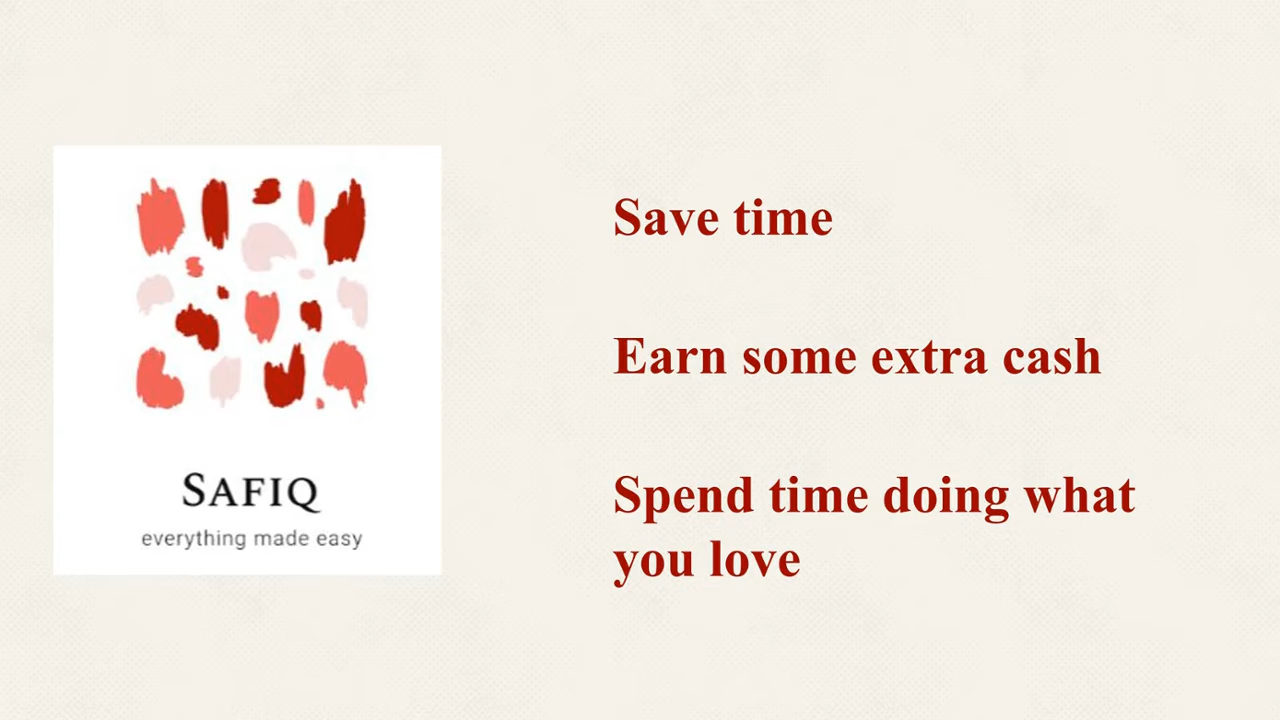 SAFIQ
everything made easy
Save time
Earn some extra cash
Spend time doing what
you love